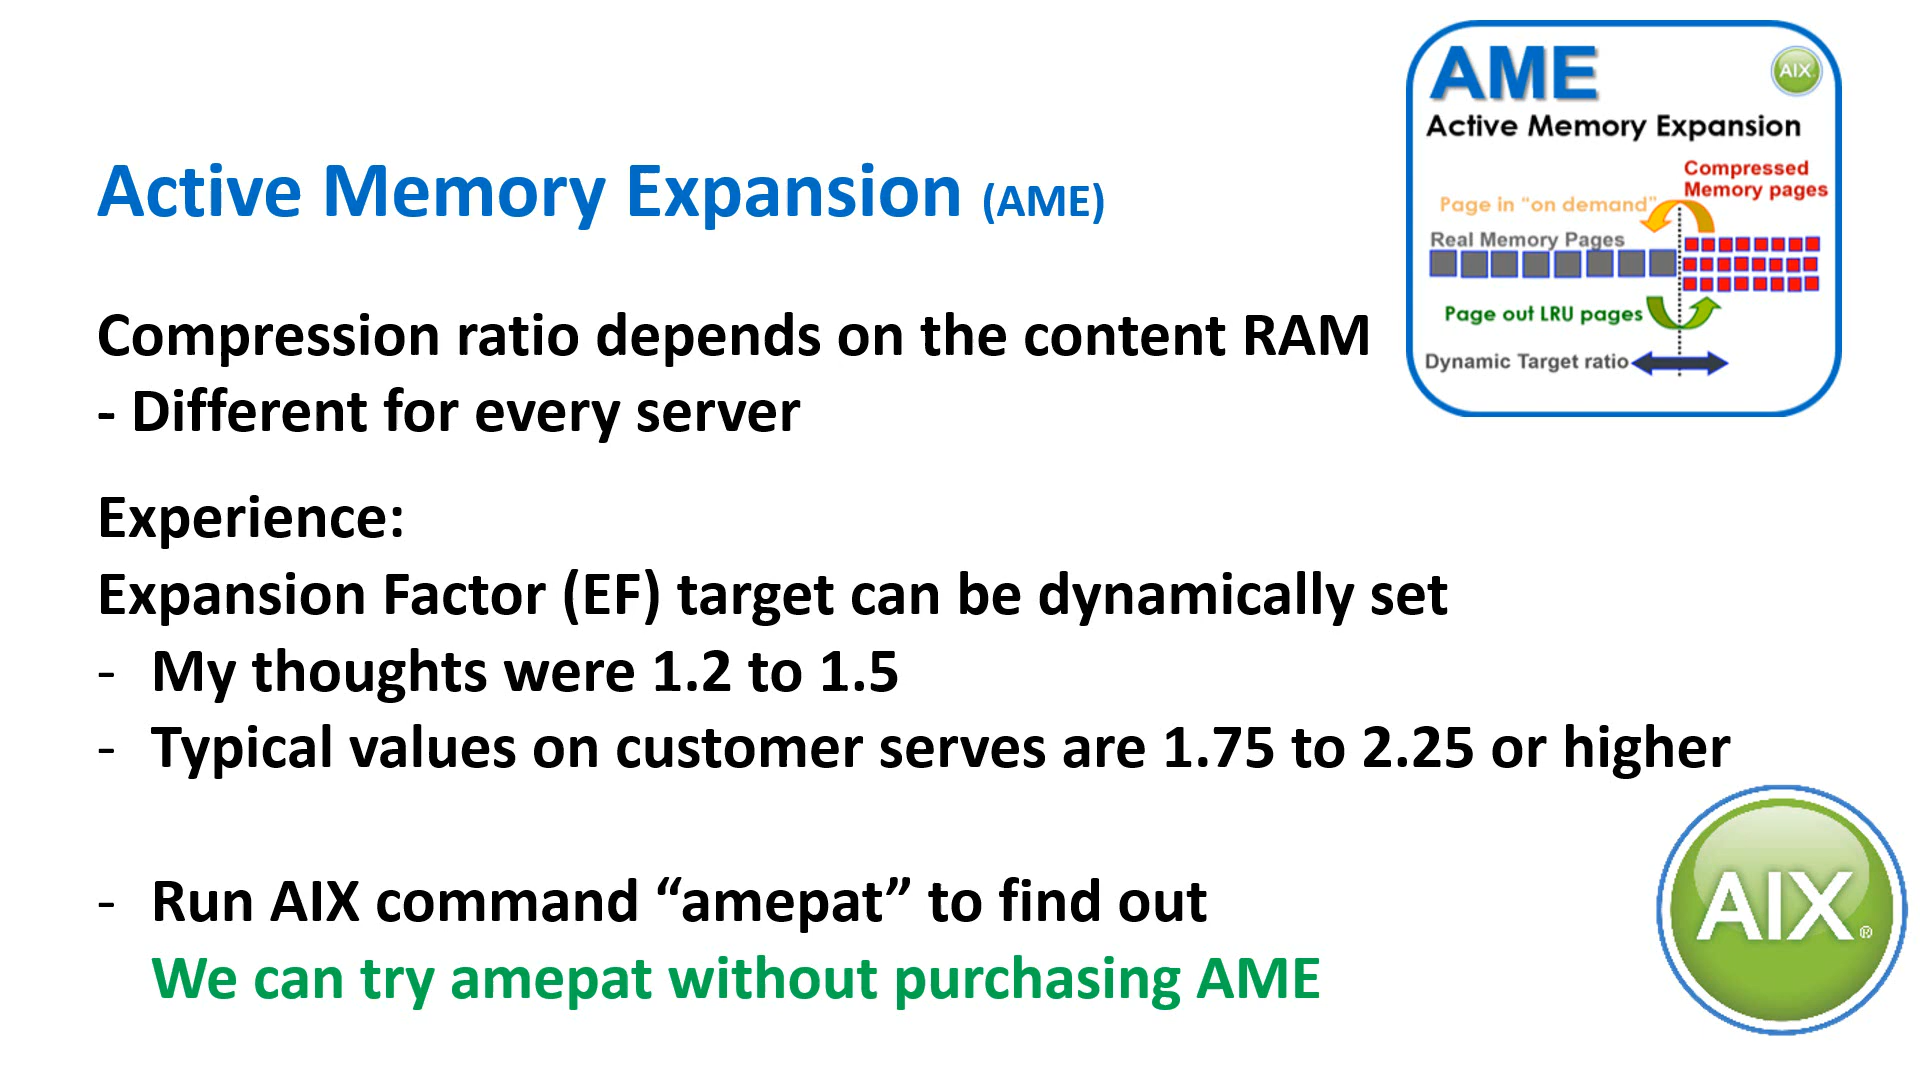 AME
AIX
Active Memory Expansion
Compressed
Memory pages
Page in "on demand"
Real Memory Pages
Page out LRU pages
Dynamic Target ratio
Active Memory Expansion (AME)
Compression ratio depends on the content RAM
- Different for every server
Experience:
Expansion Factor (EF) target can be dynamically set
- My thoughts were 1.2 to 1.5
- Typical values on customer serves are 1.75 to 2.25 or higher
- Run AIX command “amepat” to find out
We can try amepat without purchasing AME
AIX®